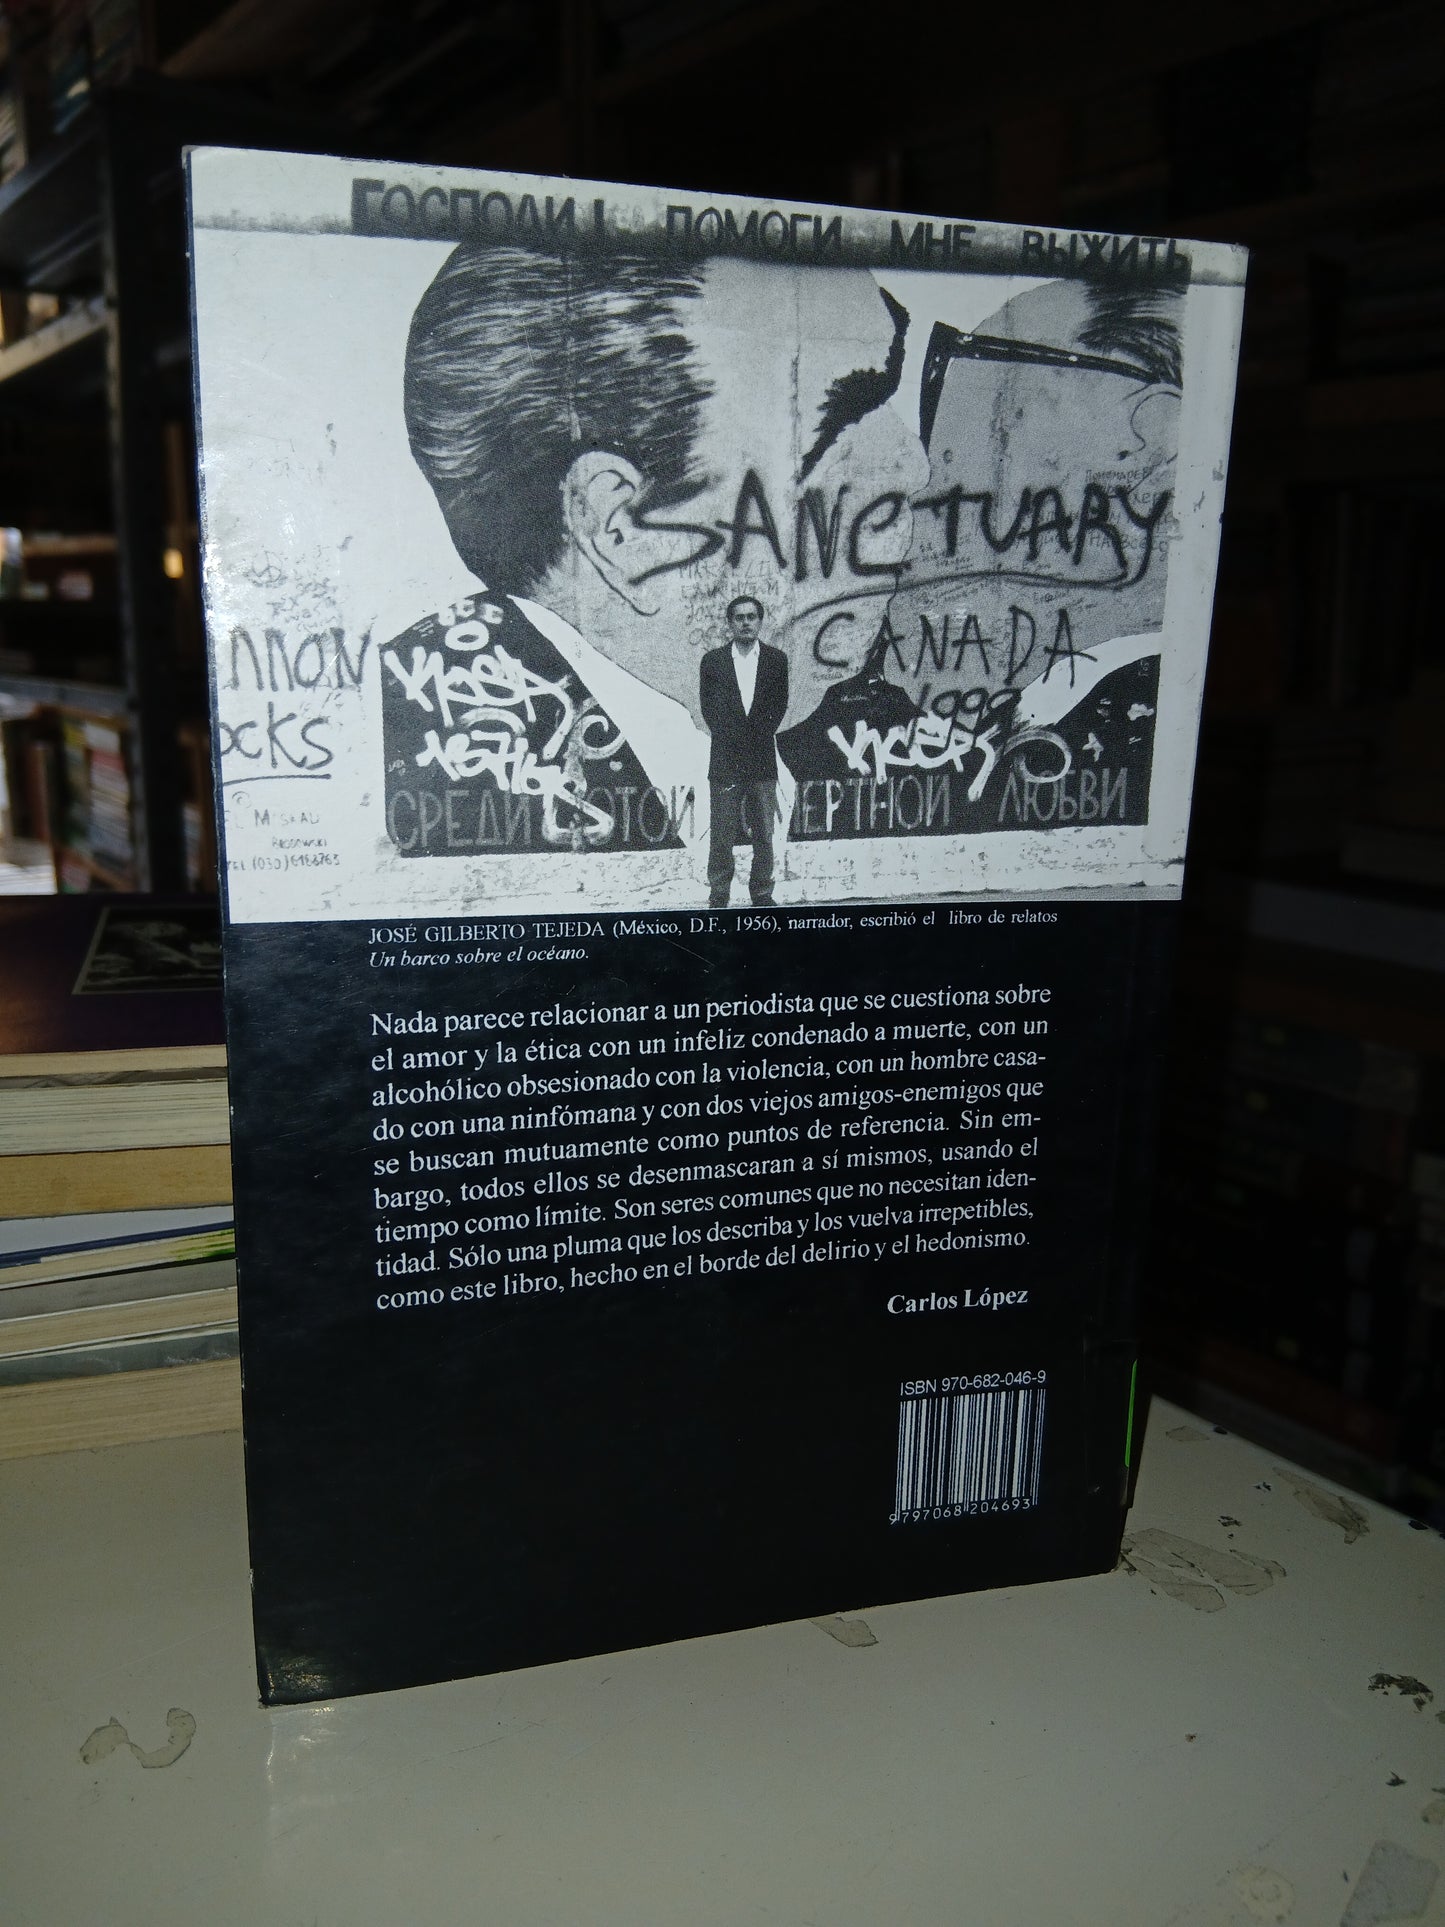 ГОСПОДИ! ПОМОГИ МНЕ ВЫЖИТЬ
SANCTUARY
CANADA
1990
OCKS
СРЕДИ ЭТОЙ СМЕРТНОЙ ЛЮБВИ
TEL (030)6168763
JOSÉ GILBERTO TEJEDA (México, D.F., 1956), narrador, escribió el libro de relatos
Un barco sobre el océano.
Nada parece relacionar a un periodista que se cuestiona sobre
el amor y la ética con un infeliz condenado a muerte, con un
alcohólico obsesionado con la violencia, con un hombre casa-
do con una ninfómana y con dos viejos amigos-enemigos que
se buscan mutuamente como puntos de referencia. Sin em-
bargo, todos ellos se desenmascaran a sí mismos, usando el
tiempo como límite. Son seres comunes que no necesitan iden-
tidad. Sólo una pluma que los describa y los vuelva irrepetibles,
como este libro, hecho en el borde del delirio y el hedonismo.
Carlos López
ISBN 970-682-046-9
9797068204693